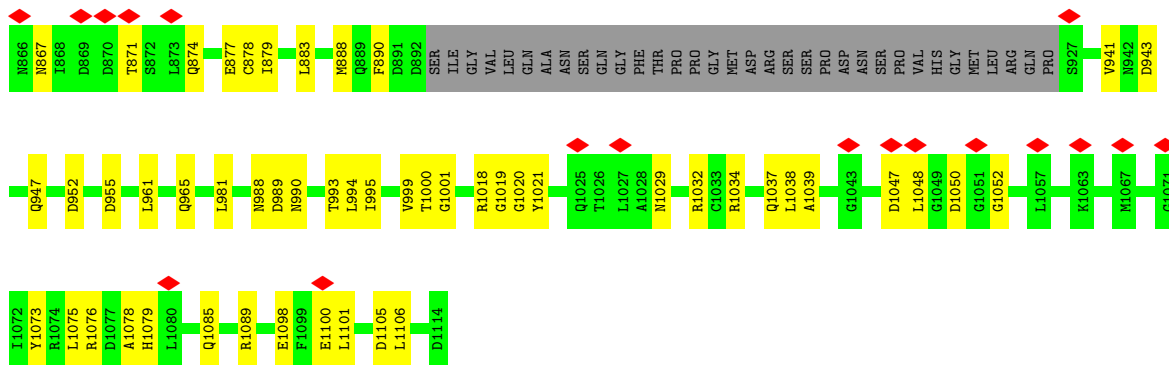 N866 N867 I868 D869 D870 T871 S872 L873 Q874 E877 C878 I879 L883 M888 Q889 F890 D891 D892 SER ILE GLY VAL LEU GLN ALA ASN SER GLN GLY PHE THR PRO PRO GLY MET ASP ARG SER SER PRO ASP ASN SER PRO VAL HIS GLY MET LEU ARG GLN PRO S927 V941 N942 D943
Q947 D952 D955 L961 Q965 L981 N988 D989 N990 T993 L994 I995 V999 T1000 G1001 R1018 G1019 G1020 Y1021 Q1025 T1026 L1027 A1028 N1029 R1032 C1033 R1034 Q1037 L1038 A1039 G1043 D1047 L1048 G1049 D1050 G1051 G1052 L1057 K1063 M1067 G1071
I1072 Y1073 R1074 L1075 R1076 D1077 A1078 H1079 L1080 Q1085 R1089 E1098 F1099 E1100 L1101 D1105 L1106 D1114